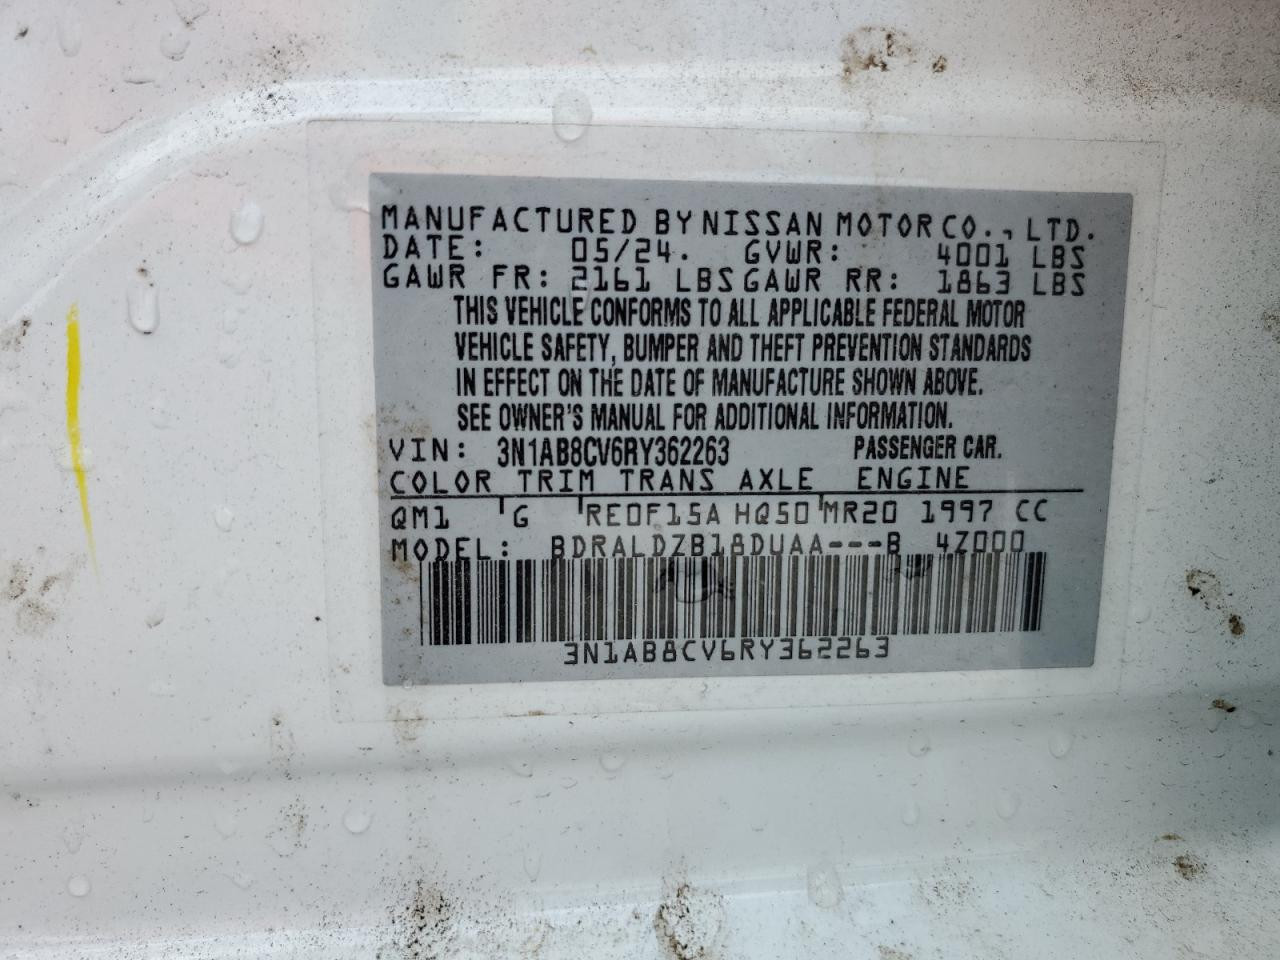 MANUFACTURED BY NISSAN MOTOR CO., LTD.
DATE: 05/24. GVWR: 4001 LBS
GAWR FR: 2161 LBS GAWR RR: 1863 LBS
THIS VEHICLE CONFORMS TO ALL APPLICABLE FEDERAL MOTOR
VEHICLE SAFETY, BUMPER AND THEFT PREVENTION STANDARDS
IN EFFECT ON THE DATE OF MANUFACTURE SHOWN ABOVE.
SEE OWNER'S MANUAL FOR ADDITIONAL INFORMATION.
VIN: 3N1AB8CV6RY362263 PASSENGER CAR.
COLOR TRIM TRANS AXLE ENGINE
QM1 G RE0F15A HQ50 MR20 1997 CC
MODEL: BDRALDZB18DUAA---B 4Z000
3N1AB8CV6RY362263